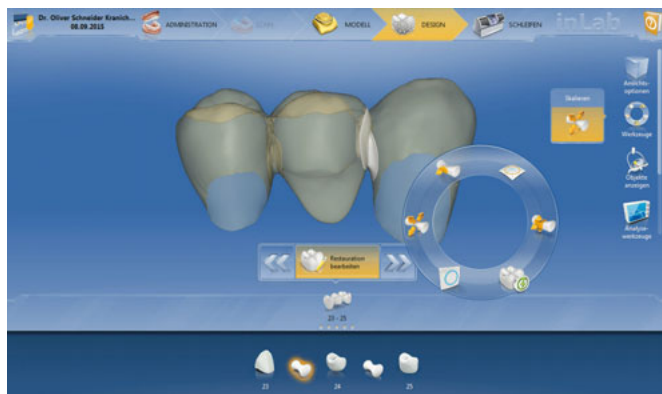 Dr. Oliver Schneider Kranich...
08.09.2015
ADMINISTRATION
SCAN
MODELL
DESIGN
SCHLEIFEN
inLab
Ansichts-
optionen
Skalieren
Werkzeuge
Objekte
anzeigen
Analyse-
werkzeuge
Restauration
bearbeiten
23 - 25
23
24
25